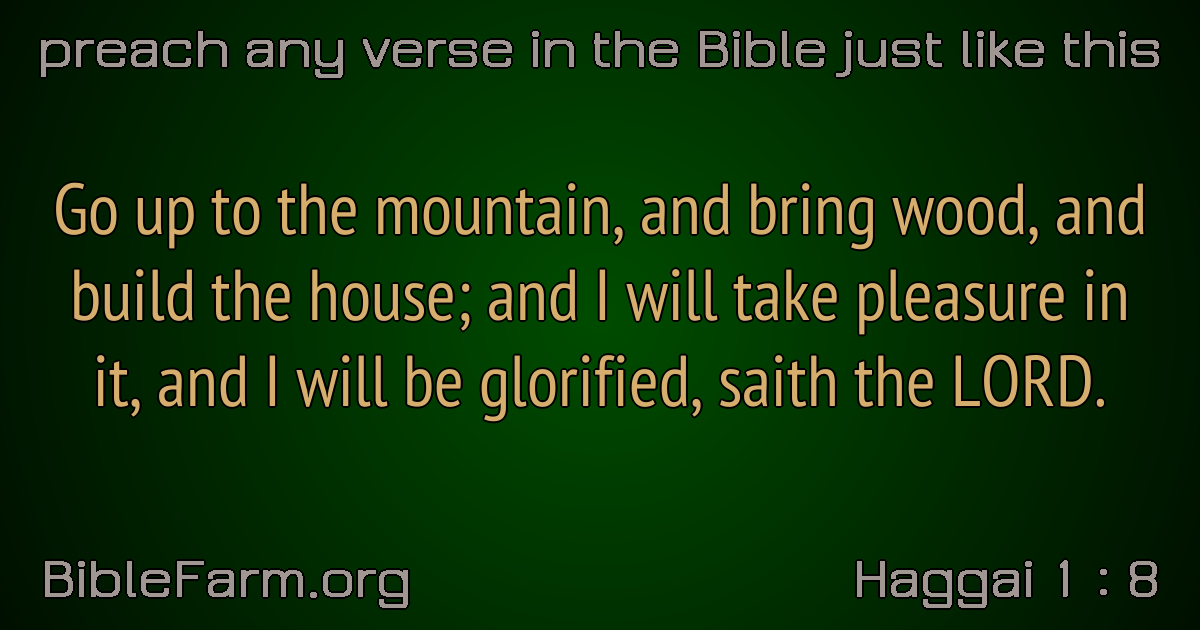 preach any verse in the Bible just like this
Go up to the mountain, and bring wood, and
build the house; and I will take pleasure in
it, and I will be glorified, saith the LORD.
BibleFarm.org
Haggai 1 : 8